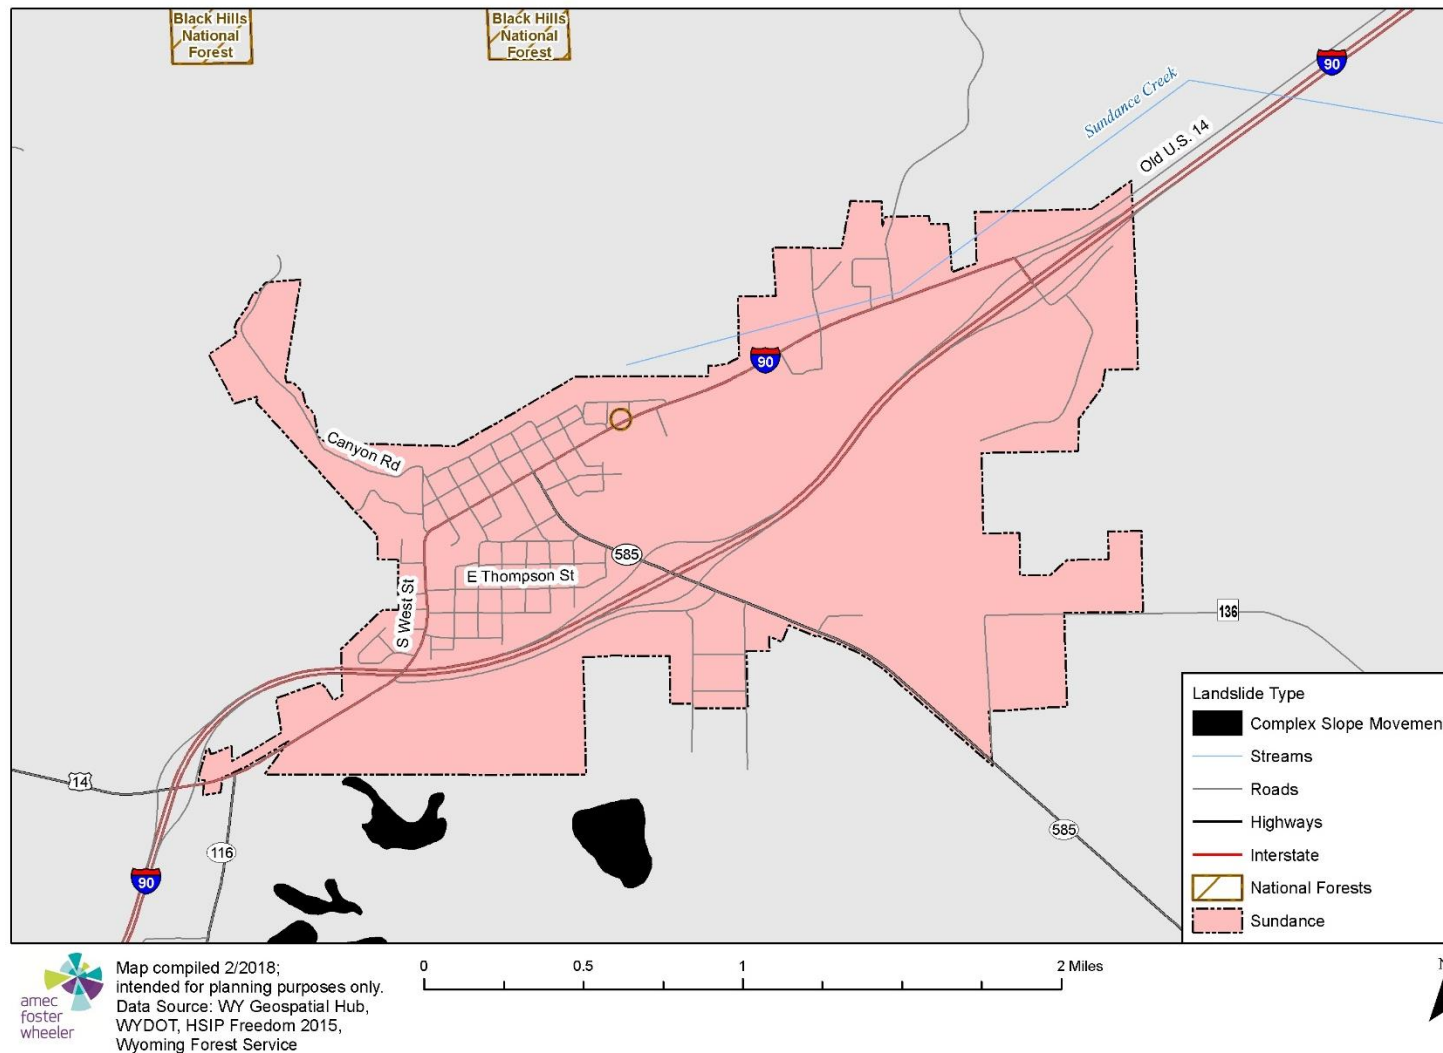 Black Hills
National
Forest
Black Hills
National
Forest
90
Sundance Creek
Old U.S. 14
90
Canyon Rd
585
E Thompson St
S West St
136
14
116
90
585
Landslide Type
Complex Slope Movemen
Streams
Roads
Highways
Interstate
National Forests
Sundance
amec
foster
wheeler
Map compiled 2/2018;
intended for planning purposes only.
Data Source: WY Geospatial Hub,
WYDOT, HSIP Freedom 2015,
Wyoming Forest Service
0 0.5 1 2 Miles